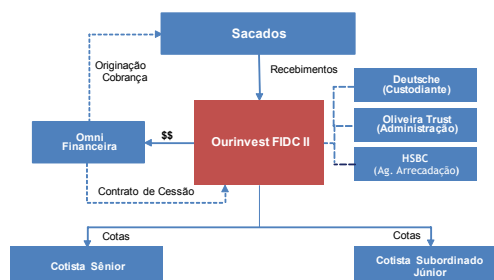 Sacados
Originação
Cobrança
Recebimentos
Deutsche
(Custodiante)
Oliveira Trust
(Administração)
HSBC
(Ag. Arrecadação)
Omni
Financeira
$$
Ourinvest FIDC II
Contrato de Cessão
Cotas
Cotas
Cotista Sênior
Cotista Subordinado
Júnior